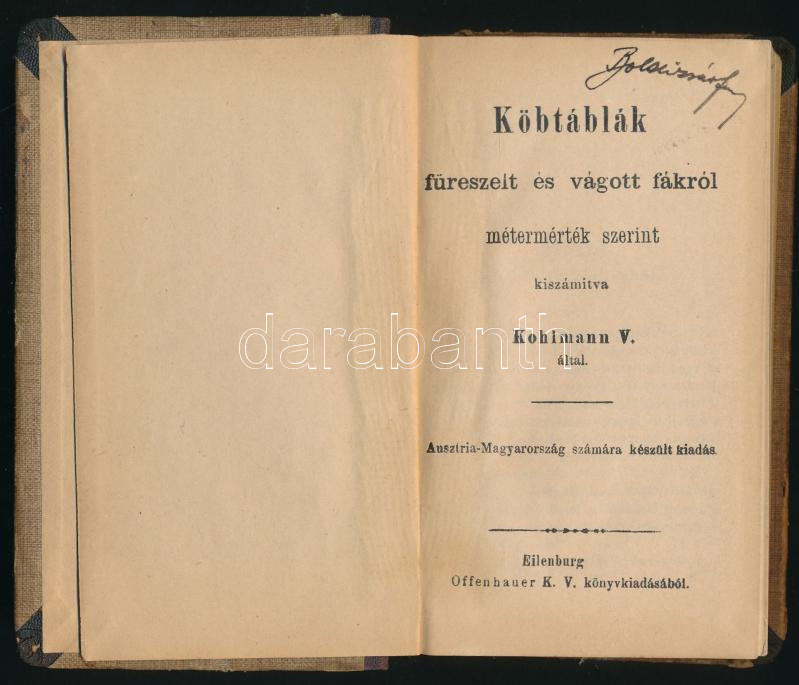 Köbtáblák
füreszelt és vágott fákról
métermérték szerint
kiszámitva
Kohlmann V.
által.
Ausztria-Magyarország számára készült kiadás.
Eilenburg
Offenhauer K. V. könyvkiadásából.
darabanth